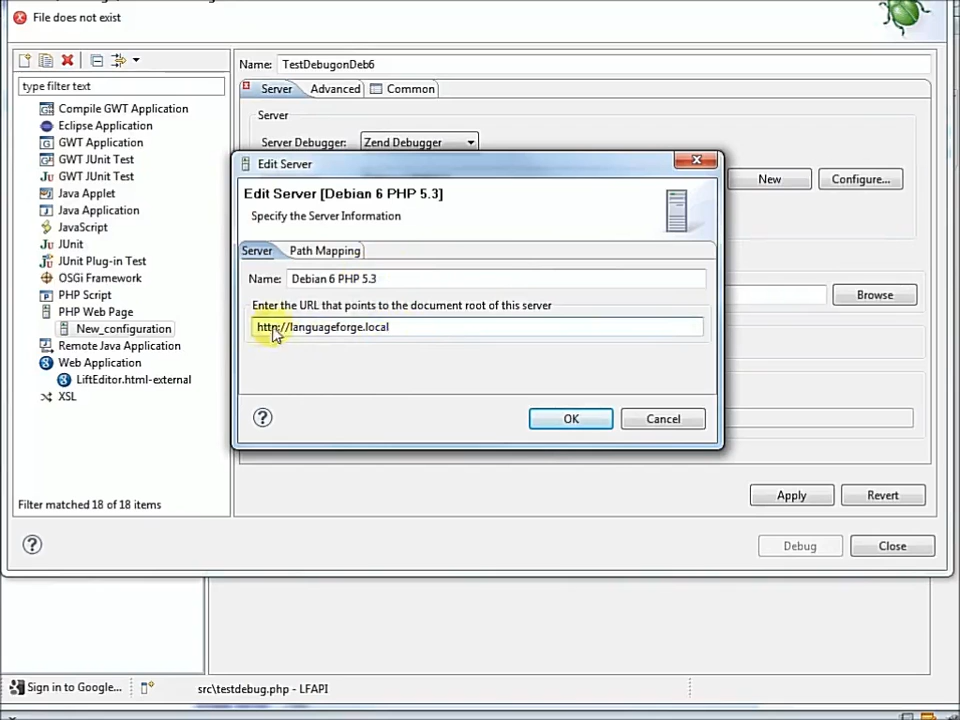 File does not exist
type filter text
Compile GWT Application
Eclipse Application
GWT Application
GWT JUnit Test
GWT JUnit Test
Java Applet
Java Application
JavaScript
JUnit
JUnit Plug-in Test
OSGi Framework
PHP Script
PHP Web Page
New_configuration
Remote Java Application
Web Application
LiftEditor.html-external
XSL
Filter matched 18 of 18 items
Name: TestDebugonDeb6
Server Advanced Common
Server
Server Debugger: Zend Debugger
New Configure...
Browse
Edit Server
Edit Server [Debian 6 PHP 5.3]
Specify the Server Information
Server Path Mapping
Name: Debian 6 PHP 5.3
Enter the URL that points to the document root of this server
http://languageforge.local
? OK Cancel
Apply Revert
? Debug Close
Sign in to Google... src\testdebug.php - LFAPI